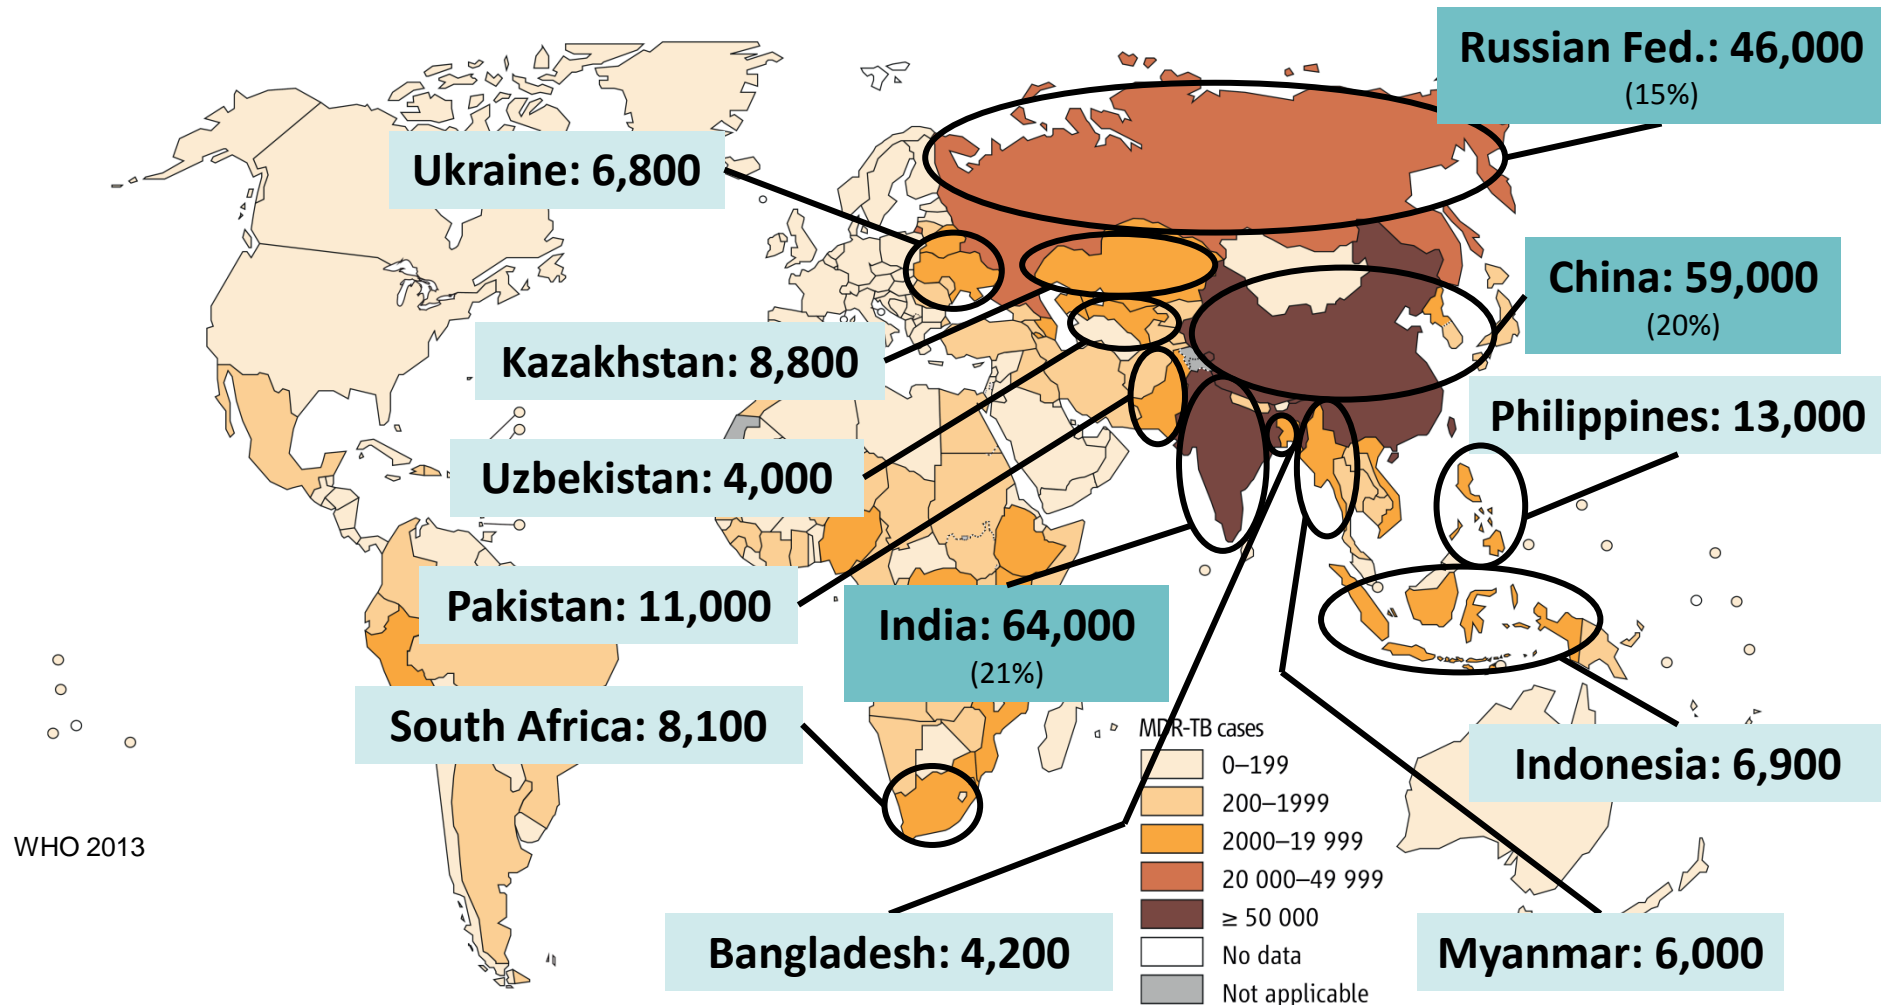 Russian Fed.: 46,000
(15%)
Ukraine: 6,800
China: 59,000
(20%)
Kazakhstan: 8,800
Philippines: 13,000
Uzbekistan: 4,000
Pakistan: 11,000
India: 64,000
(21%)
South Africa: 8,100
Indonesia: 6,900
MDR-TB cases
0–199
200–1999
2000–19 999
20 000–49 999
≥ 50 000
No data
Not applicable
WHO 2013
Bangladesh: 4,200
Myanmar: 6,000